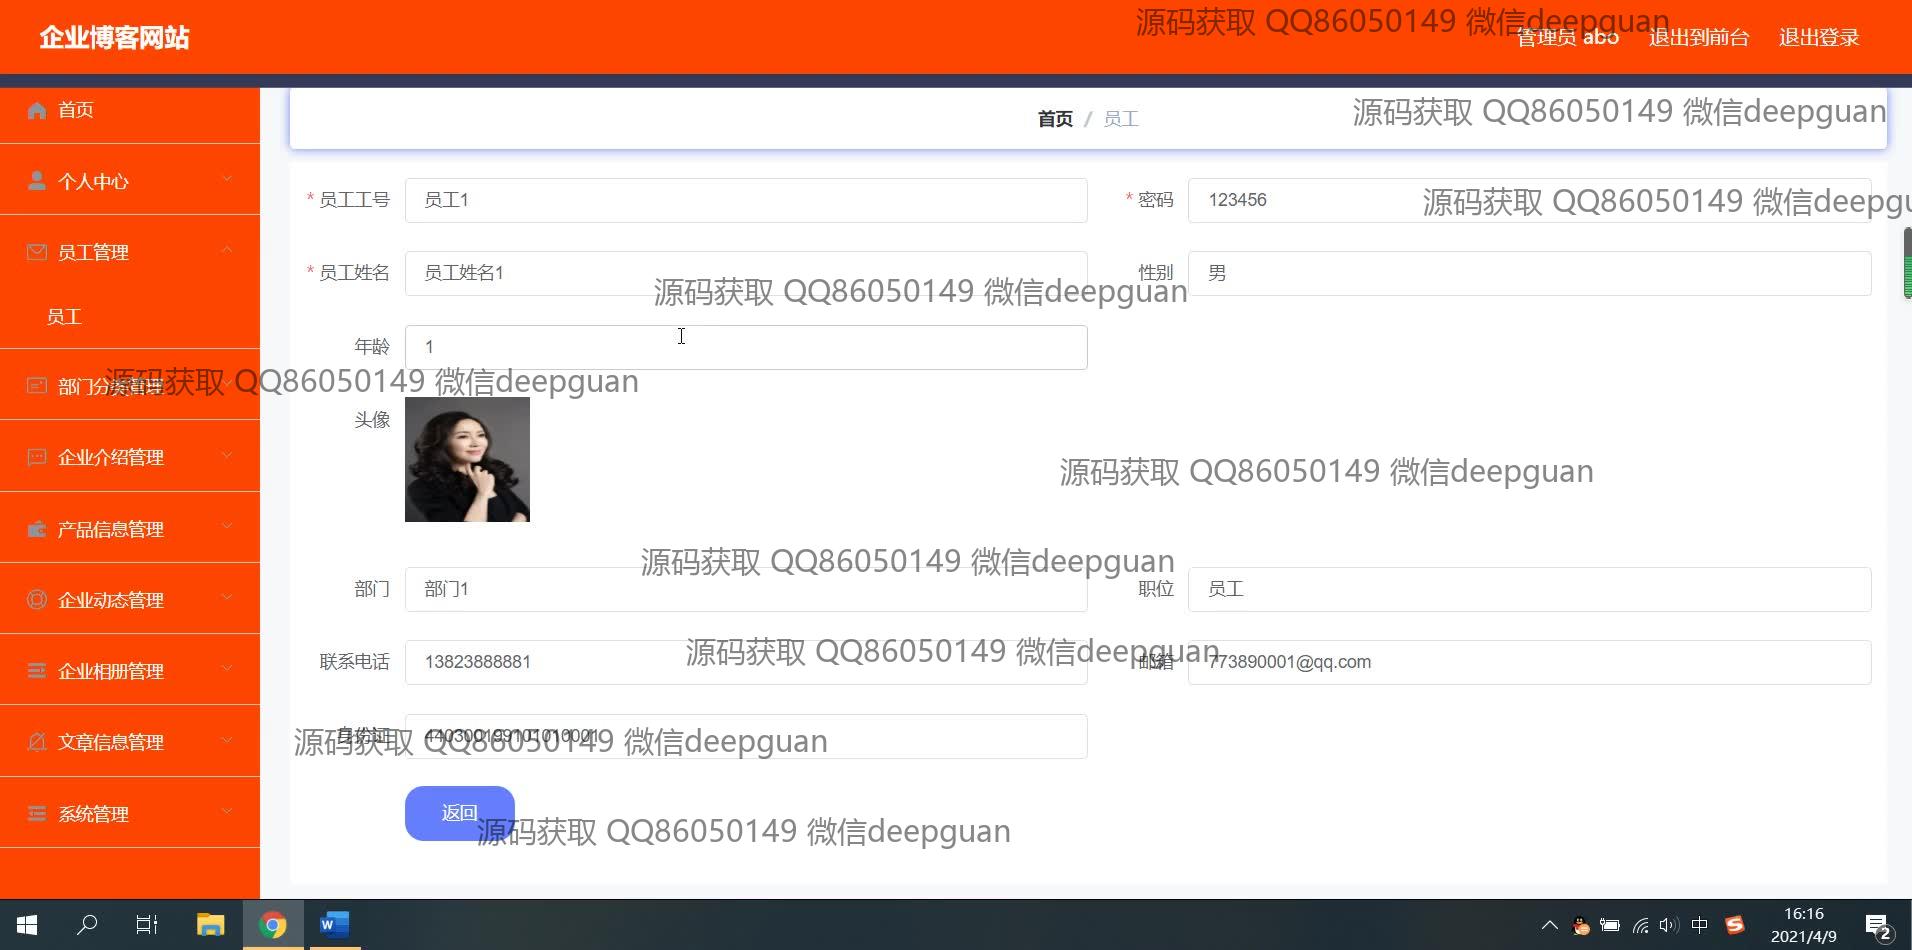 企业博客网站
管理员 abo 退出到前台 退出登录
源码获取 QQ86050149 微信deepguan
首页
首页 / 员工
源码获取 QQ86050149 微信deepguan
个人中心
* 员工工号 员工1
* 密码 123456
源码获取 QQ86050149 微信deepgu
员工管理
* 员工姓名 员工姓名1
性别 男
源码获取 QQ86050149 微信deepguan
员工
年龄 1
部门分类管理
源码获取 QQ86050149 微信deepguan
头像
企业介绍管理
源码获取 QQ86050149 微信deepguan
产品信息管理
源码获取 QQ86050149 微信deepguan
企业动态管理
部门 部门1
职位 员工
源码获取 QQ86050149 微信deepguan
企业相册管理
联系电话 13823888881
邮箱 773890001@qq.com
文章信息管理
身份证 440300199101010001
源码获取 QQ86050149 微信deepguan
系统管理
返回
源码获取 QQ86050149 微信deepguan
中
16:16
2021/4/9
2